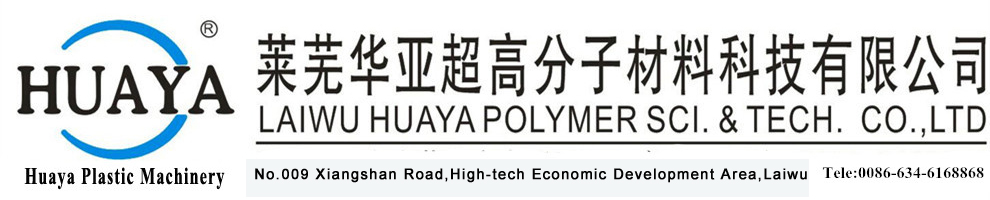 HUAYA®
Huaya Plastic Machinery
莱芜华亚超高分子材料科技有限公司
LAIWU HUAYA POLYMER SCI. & TECH. CO.,LTD
No.009 Xiangshan Road,High-tech Economic Development Area,Laiwu
Tele:0086-634-6168868